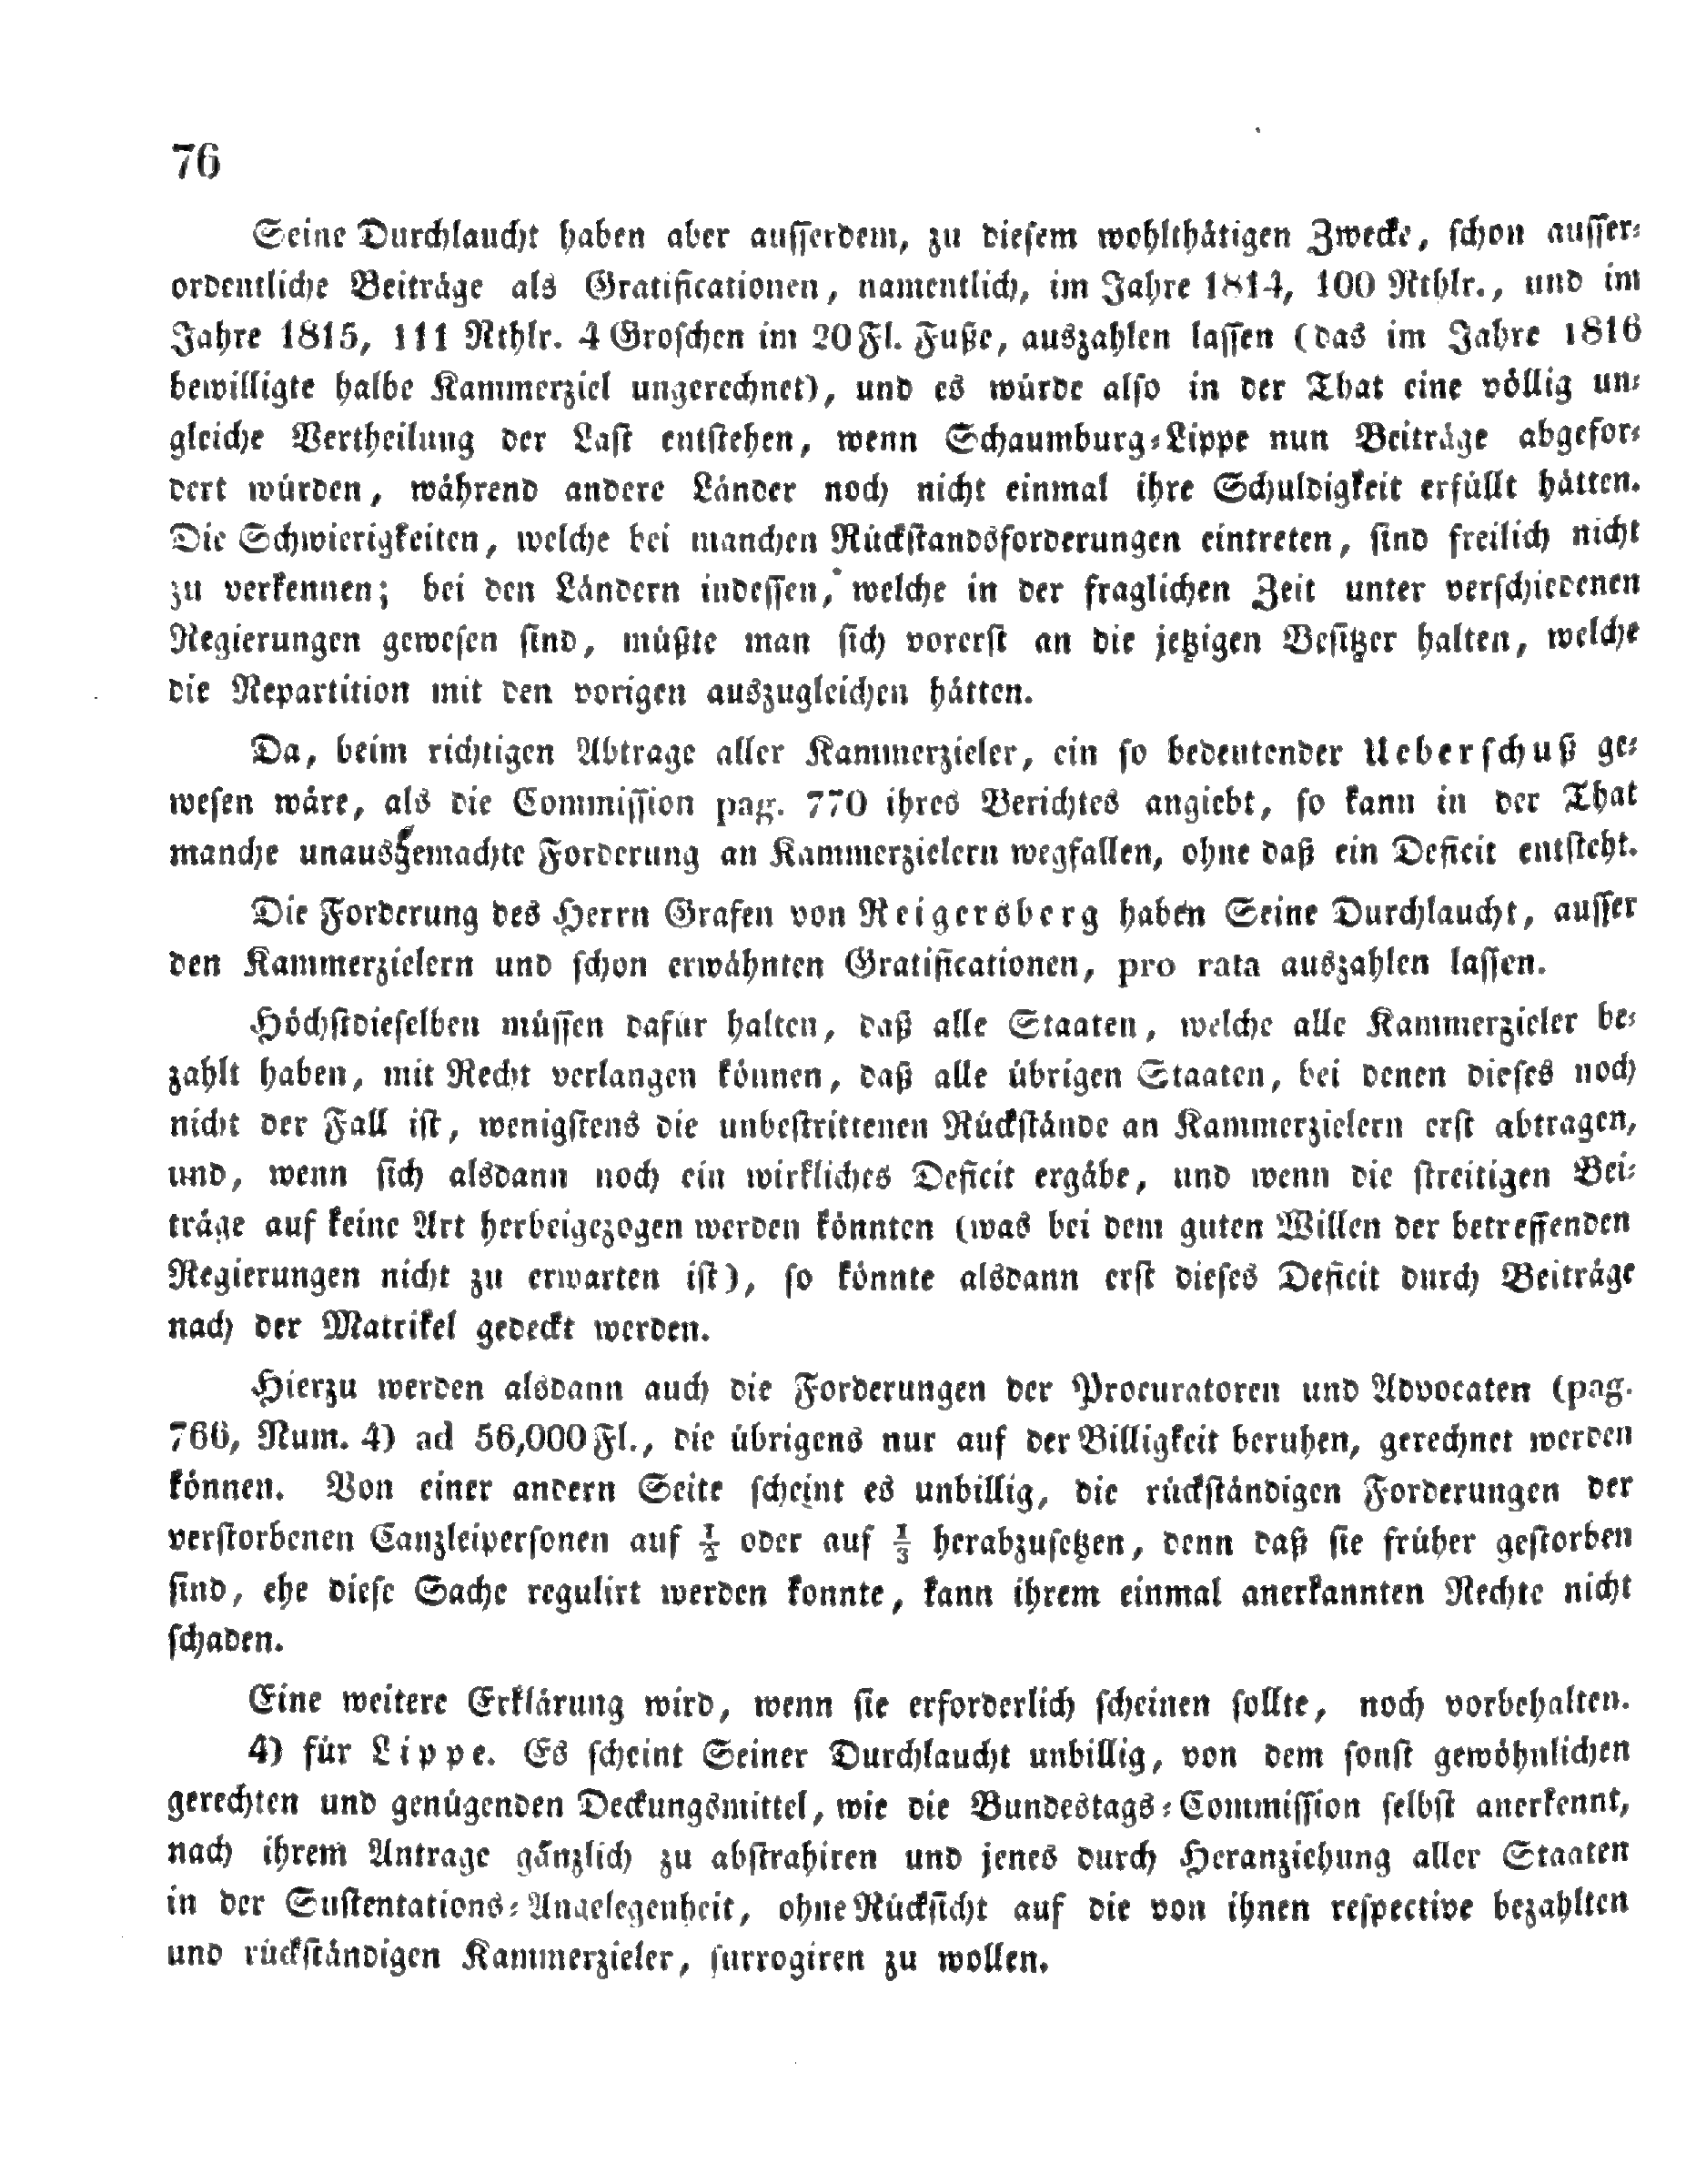 76
Seine Durchlaucht haben aber ausserdem, zu diesem wohlthätigen Zwecke, schon ausser-
ordentliche Beiträge als Gratificationen, namentlich, im Jahre 1814, 100 Rthlr., und im
Jahre 1815, 111 Rthlr. 4 Groschen im 20 Fl. Fuße, auszahlen lassen (das im Jahre 1816
bewilligte halbe Kammerziel ungerechnet), und es würde also in der That eine völlig un-
gleiche Vertheilung der Last entstehen, wenn Schaumburg-Lippe nun Beiträge abgefor-
dert würden, während andere Länder noch nicht einmal ihre Schuldigkeit erfüllt hätten.
Die Schwierigkeiten, welche bei manchen Rückstandsforderungen eintreten, sind freilich nicht
zu verkennen; bei den Ländern indessen, welche in der fraglichen Zeit unter verschiedenen
Regierungen gewesen sind, müßte man sich vorerst an die jetzigen Besitzer halten, welche
die Repartition mit den vorigen auszugleichen hätten.
Da, beim richtigen Abtrage aller Kammerzieler, ein so bedeutender Ueberschuß ge-
wesen wäre, als die Commission pag. 770 ihres Berichtes angiebt, so kann in der That
manche unausgemachte Forderung an Kammerzielern wegfallen, ohne daß ein Deficit entsteht.
Die Forderung des Herrn Grafen von Reigersberg haben Seine Durchlaucht, ausser
den Kammerzielern und schon erwähnten Gratificationen, pro rata auszahlen lassen.
Höchstdieselben müssen dafür halten, daß alle Staaten, welche alle Kammerzieler be-
zahlt haben, mit Recht verlangen können, daß alle übrigen Staaten, bei denen dieses noch
nicht der Fall ist, wenigstens die unbestrittenen Rückstände an Kammerzielern erst abtragen,
und, wenn sich alsdann noch ein wirkliches Deficit ergäbe, und wenn die streitigen Bei-
träge auf keine Art herbeigezogen werden könnten (was bei dem guten Willen der betreffenden
Regierungen nicht zu erwarten ist), so könnte alsdann erst dieses Deficit durch Beiträge
nach der Matrikel gedeckt werden.
Hierzu werden alsdann auch die Forderungen der Procuratoren und Advocaten (pag.
766, Num. 4) ad 56,000 Fl., die übrigens nur auf der Billigkeit beruhen, gerechnet werden
können. Von einer andern Seite scheint es unbillig, die rückständigen Forderungen der
verstorbenen Canzleipersonen auf ½ oder auf ⅓ herabzusetzen, denn daß sie früher gestorben
sind, ehe diese Sache regulirt werden konnte, kann ihrem einmal anerkannten Rechte nicht
schaden.
Eine weitere Erklärung wird, wenn sie erforderlich scheinen sollte, noch vorbehalten.
4) für Lippe. Es scheint Seiner Durchlaucht unbillig, von dem sonst gewöhnlichen
gerechten und genügenden Deckungsmittel, wie die Bundestags-Commission selbst anerkennt,
nach ihrem Antrage gänzlich zu abstrahiren und jenes durch Heranziehung aller Staaten
in der Sustentations-Angelegenheit, ohne Rücksicht auf die von ihnen respective bezahlten
und rückständigen Kammerzieler, surrogiren zu wollen.